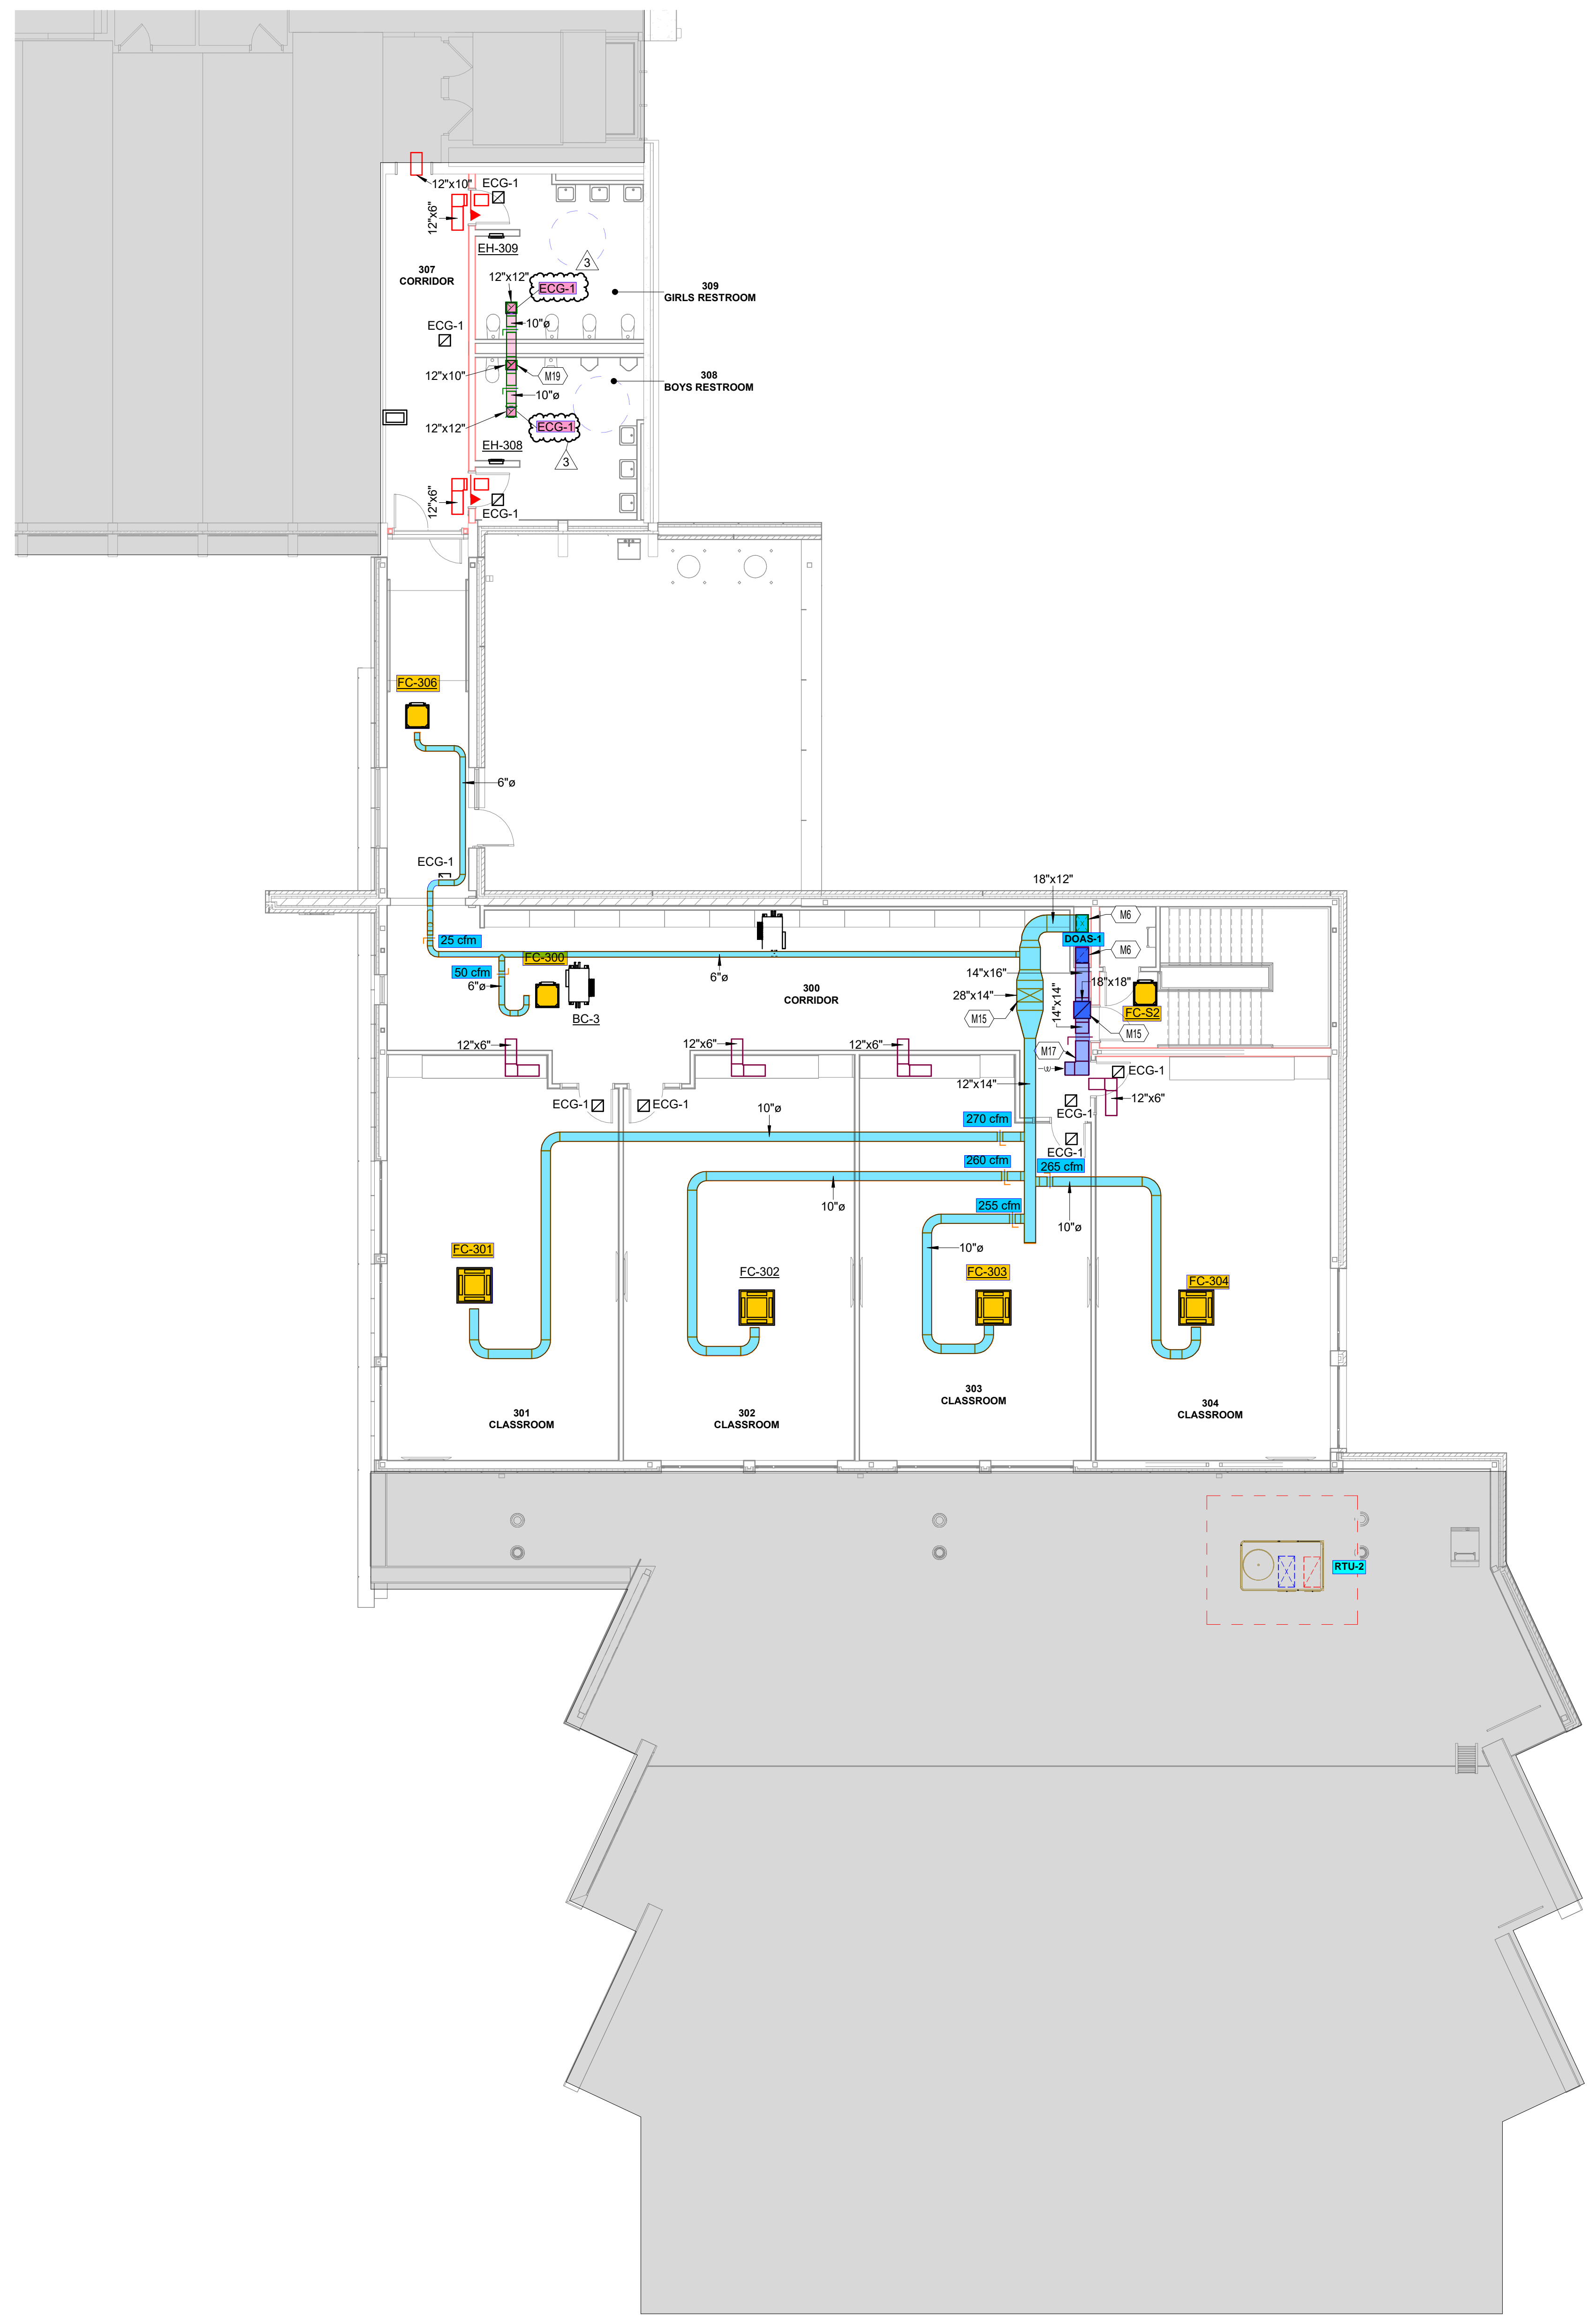 12"x10"
ECG-1
12"x6"
EH-309
3
307
CORRIDOR
12"x12"
ECG-1
309
GIRLS RESTROOM
10"ø
ECG-1
12"x10"
M19
308
BOYS RESTROOM
10"ø
12"x12"
ECG-1
EH-308
3
12"x6"
ECG-1
FC-306
6"ø
ECG-1
18"x12"
M6
DOAS-1
25 cfm
M6
FC-300
50 cfm
6"ø
6"ø
14"x16"
18"x18"
300
CORRIDOR
28"x14"
14"x14"
FC-S2
BC-3
M15
M15
12"x6"
12"x6"
12"x6"
M17
ECG-1
12"x14"
12"x6"
ECG-1
ECG-1
ECG-1
10"ø
270 cfm
ECG-1
260 cfm
265 cfm
10"ø
255 cfm
10"ø
10"ø
FC-301
FC-302
FC-303
FC-304
303
CLASSROOM
301
CLASSROOM
302
CLASSROOM
304
CLASSROOM
RTU-2